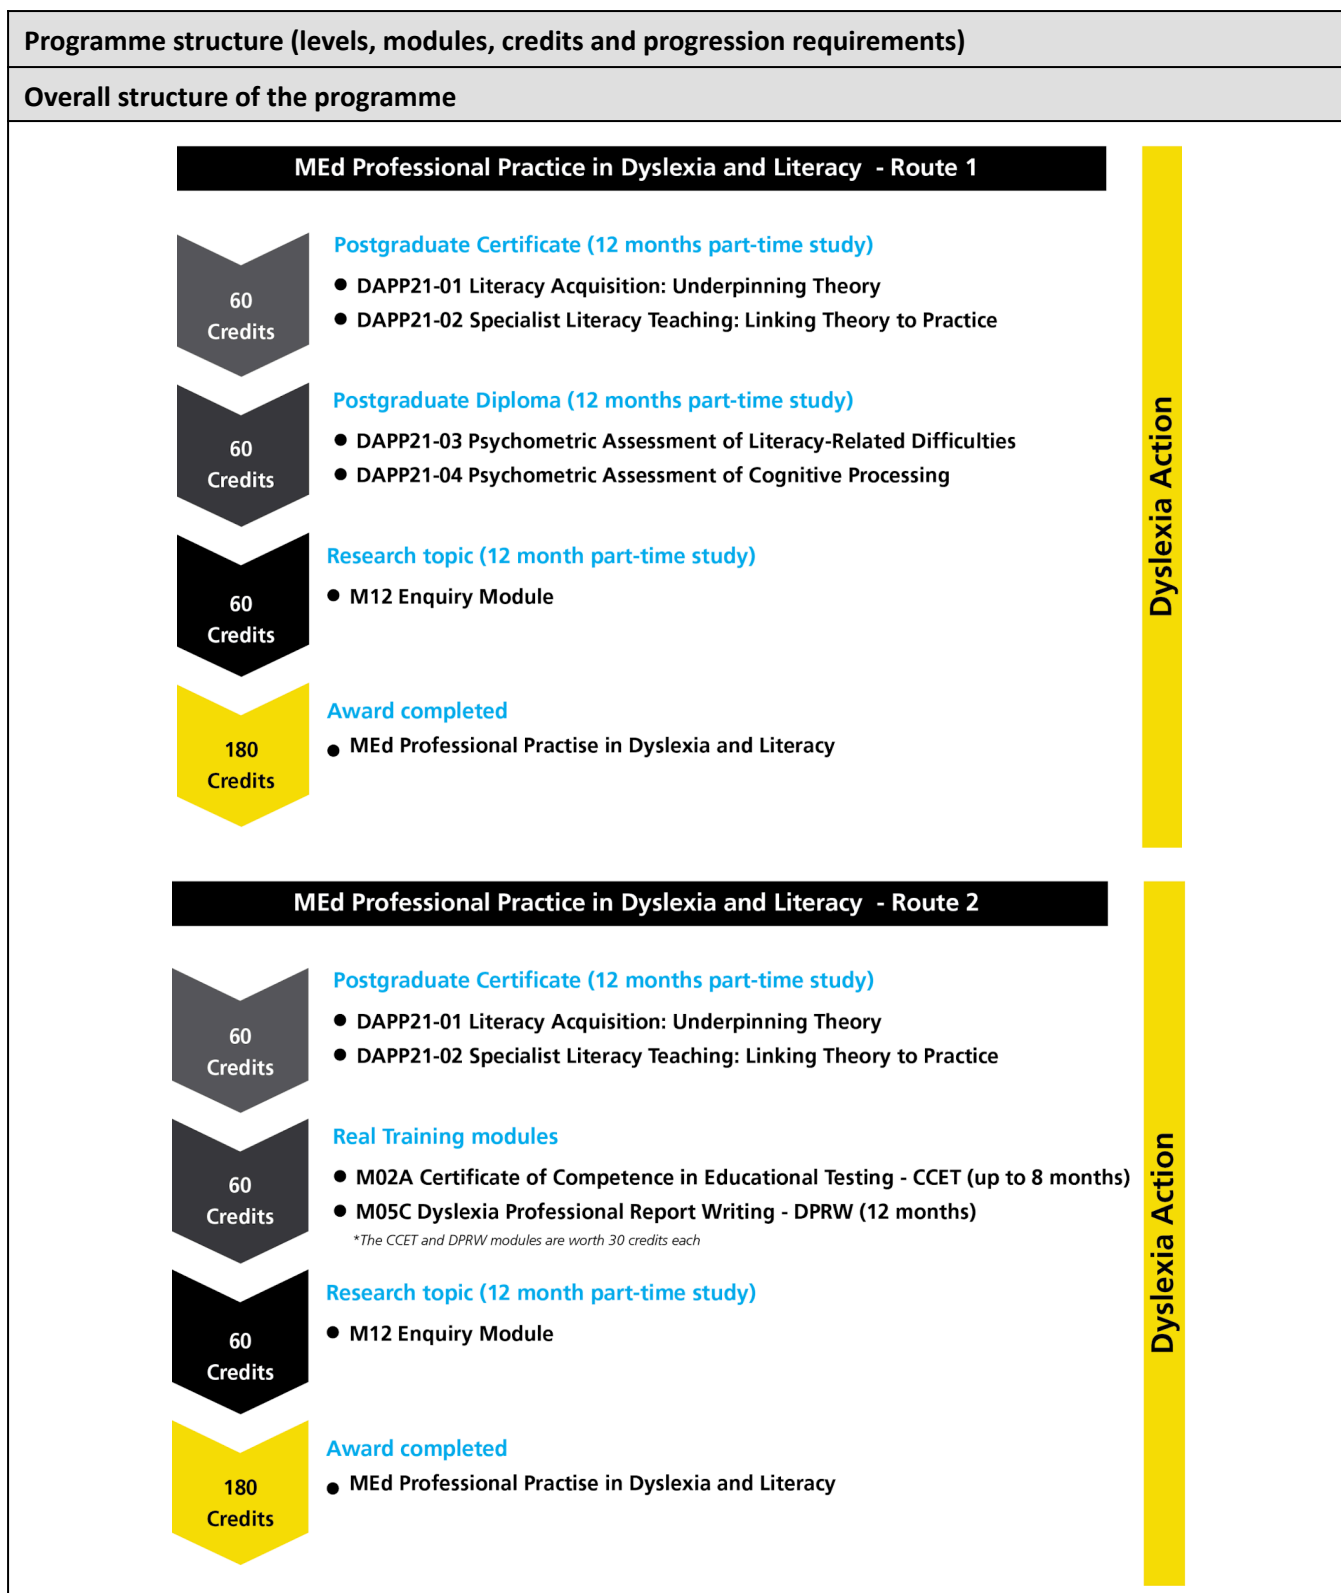 Programme structure (levels, modules, credits and progression requirements)
Overall structure of the programme
MEd Professional Practice in Dyslexia and Literacy - Route 1
60
Credits
Postgraduate Certificate (12 months part-time study)
● DAPP21-01 Literacy Acquisition: Underpinning Theory
● DAPP21-02 Specialist Literacy Teaching: Linking Theory to Practice
60
Credits
Postgraduate Diploma (12 months part-time study)
● DAPP21-03 Psychometric Assessment of Literacy-Related Difficulties
● DAPP21-04 Psychometric Assessment of Cognitive Processing
60
Credits
Research topic (12 month part-time study)
● M12 Enquiry Module
180
Credits
Award completed
● MEd Professional Practise in Dyslexia and Literacy
Dyslexia Action
MEd Professional Practice in Dyslexia and Literacy - Route 2
60
Credits
Postgraduate Certificate (12 months part-time study)
● DAPP21-01 Literacy Acquisition: Underpinning Theory
● DAPP21-02 Specialist Literacy Teaching: Linking Theory to Practice
60
Credits
Real Training modules
● M02A Certificate of Competence in Educational Testing - CCET (up to 8 months)
● M05C Dyslexia Professional Report Writing - DPRW (12 months)
*The CCET and DPRW modules are worth 30 credits each
60
Credits
Research topic (12 month part-time study)
● M12 Enquiry Module
180
Credits
Award completed
● MEd Professional Practise in Dyslexia and Literacy
Dyslexia Action